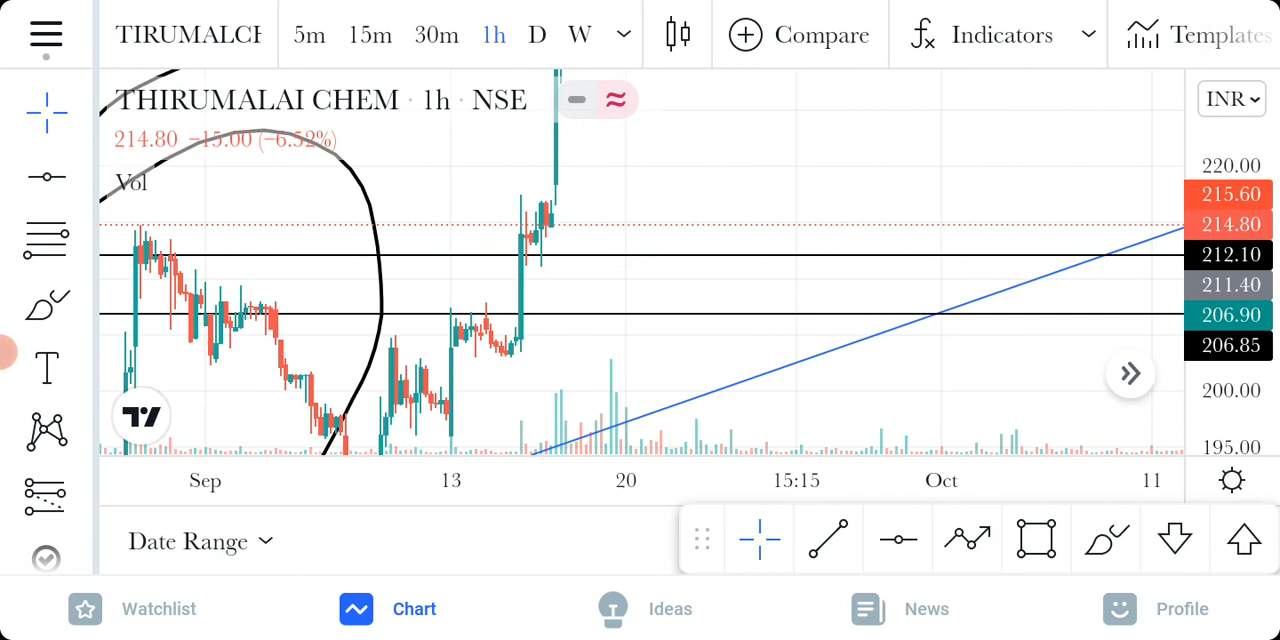 TIRUMALCH 5m 15m 30m 1h D W Compare Indicators Templates
THIRUMALAI CHEM · 1h · NSE
INR
214.80 −15.00 (−6.52%)
Vol
220.00
215.60
214.80
212.10
211.40
206.90
206.85
200.00
195.00
Sep 13 20 15:15 Oct 11
Date Range
Watchlist Chart Ideas News Profile